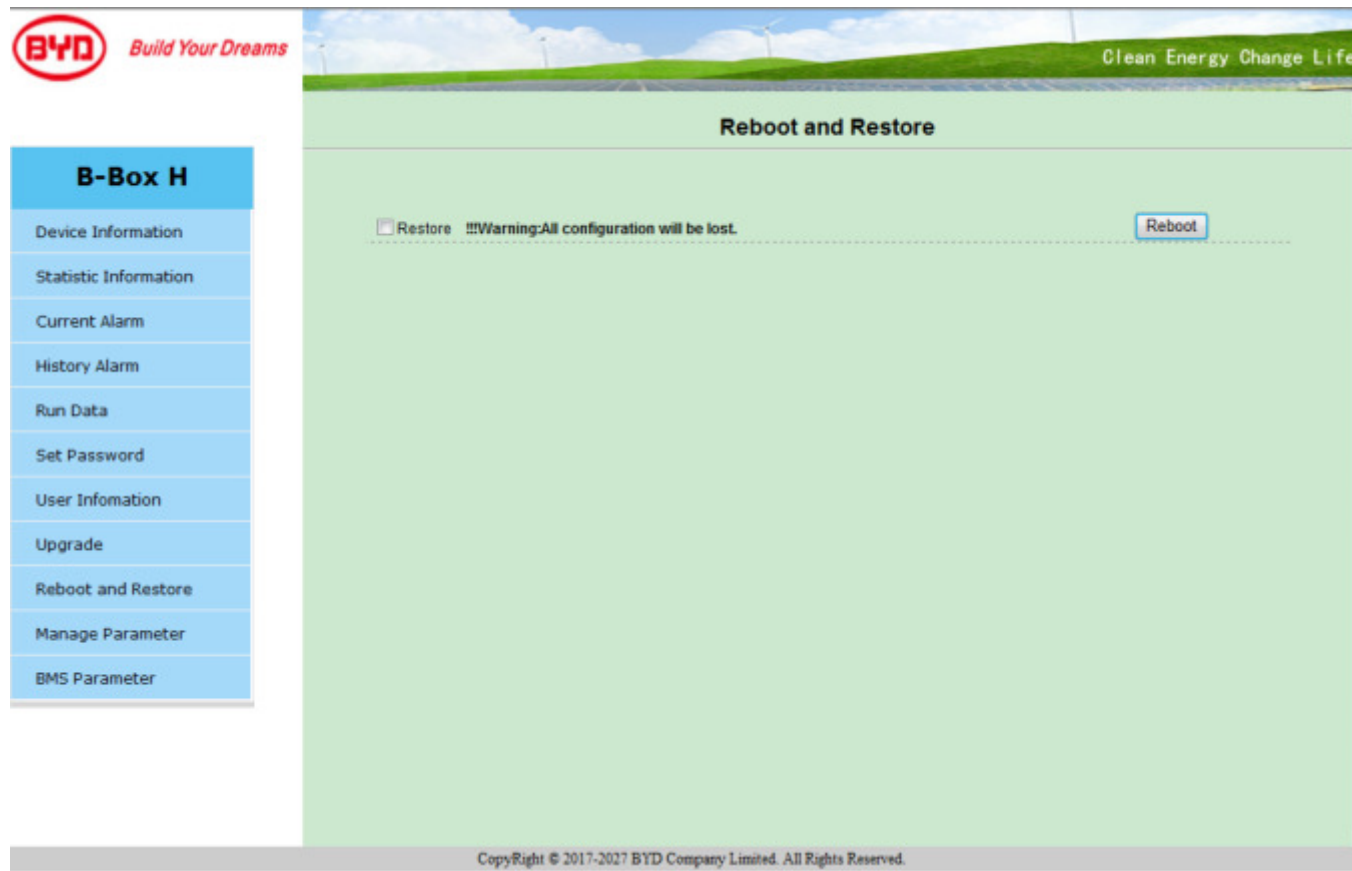 BYD Build Your Dreams
Clean Energy Change Life
Reboot and Restore
B-Box H
Device Information
Statistic Information
Current Alarm
History Alarm
Run Data
Set Password
User Infomation
Upgrade
Reboot and Restore
Manage Parameter
BMS Parameter
Restore !!!Warning:All configuration will be lost. Reboot
CopyRight © 2017-2027 BYD Company Limited. All Rights Reserved.